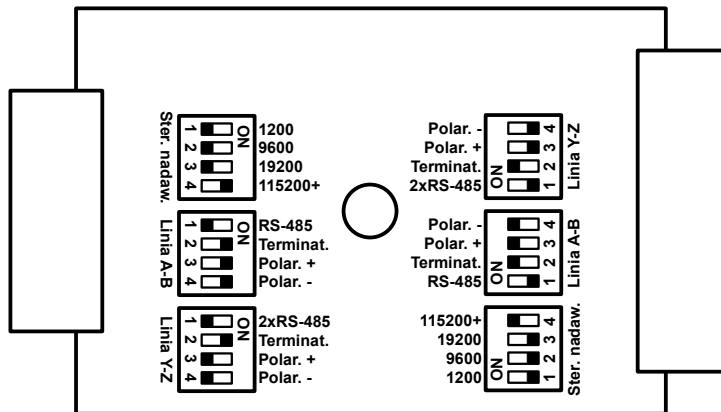 Ster. nadaw.
1 1200
2 9600
3 19200
4 115200+
ON
Linia A-B
1 RS-485
2 Terminat.
3 Polar. +
4 Polar. -
ON
Linia Y-Z
1 2xRS-485
2 Terminat.
3 Polar. +
4 Polar. -
ON
Polar. - 4
Polar. + 3
Terminat. 2
2xRS-485 1
ON
Linia Y-Z
Polar. - 4
Polar. + 3
Terminat. 2
RS-485 1
ON
Linia A-B
115200+ 4
19200 3
9600 2
1200 1
ON
Ster. nadaw.